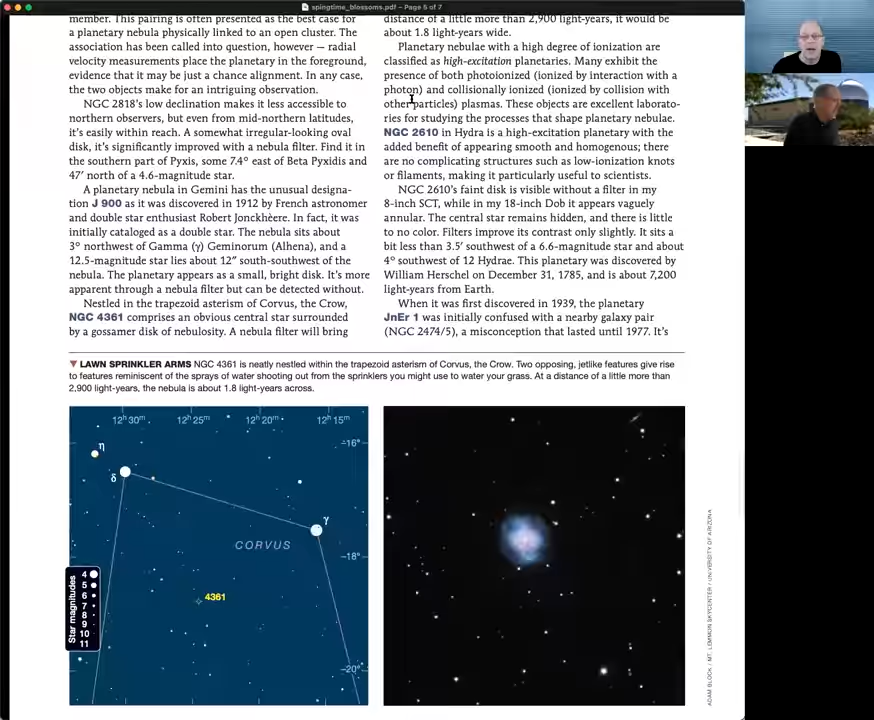 spingtime_blossoms.pdf – Page 5 of 7
member. This pairing is often presented as the best case for
a planetary nebula physically linked to an open cluster. The
association has been called into question, however — radial
velocity measurements place the planetary in the foreground,
evidence that it may be just a chance alignment. In any case,
the two objects make for an intriguing observation.
NGC 2818's low declination makes it less accessible to
northern observers, but even from mid-northern latitudes,
it's easily within reach. A somewhat irregular-looking oval
disk, it's significantly improved with a nebula filter. Find it in
the southern part of Pyxis, some 7.4° east of Beta Pyxidis and
47′ north of a 4.6-magnitude star.
A planetary nebula in Gemini has the unusual designa-
tion J 900 as it was discovered in 1912 by French astronomer
and double star enthusiast Robert Jonckhèere. In fact, it was
initially cataloged as a double star. The nebula sits about
3° northwest of Gamma (γ) Geminorum (Alhena), and a
12.5-magnitude star lies about 12″ south-southwest of the
nebula. The planetary appears as a small, bright disk. It's more
apparent through a nebula filter but can be detected without.
Nestled in the trapezoid asterism of Corvus, the Crow,
NGC 4361 comprises an obvious central star surrounded
by a gossamer disk of nebulosity. A nebula filter will bring
distance of a little more than 2,900 light-years, it would be
about 1.8 light-years wide.
Planetary nebulae with a high degree of ionization are
classified as high-excitation planetaries. Many exhibit the
presence of both photoionized (ionized by interaction with a
photon) and collisionally ionized (ionized by collision with
other particles) plasmas. These objects are excellent laborato-
ries for studying the processes that shape planetary nebulae.
NGC 2610 in Hydra is a high-excitation planetary with the
added benefit of appearing smooth and homogenous; there
are no complicating structures such as low-ionization knots
or filaments, making it particularly useful to scientists.
NGC 2610's faint disk is visible without a filter in my
8-inch SCT, while in my 18-inch Dob it appears vaguely
annular. The central star remains hidden, and there is little
to no color. Filters improve its contrast only slightly. It sits a
bit less than 3.5′ southwest of a 6.6-magnitude star and about
4° southwest of 12 Hydrae. This planetary was discovered by
William Herschel on December 31, 1785, and is about 7,200
light-years from Earth.
When it was first discovered in 1939, the planetary
JnEr 1 was initially confused with a nearby galaxy pair
(NGC 2474/5), a misconception that lasted until 1977. It's
▼ LAWN SPRINKLER ARMS NGC 4361 is neatly nestled within the trapezoid asterism of Corvus, the Crow. Two opposing, jetlike features give rise
to features reminiscent of the sprays of water shooting out from the sprinklers you might use to water your grass. At a distance of a little more than
2,900 light-years, the nebula is about 1.8 light-years across.
12h 30m 12h 25m 12h 20m 12h 15m
–16°
η
δ
γ
CORVUS
–18°
4361
–20°
Star magnitudes
4
5
6
7
8
9
10
11
ADAM BLOCK / MT. LEMMON SKYCENTER / UNIVERSITY OF ARIZONA